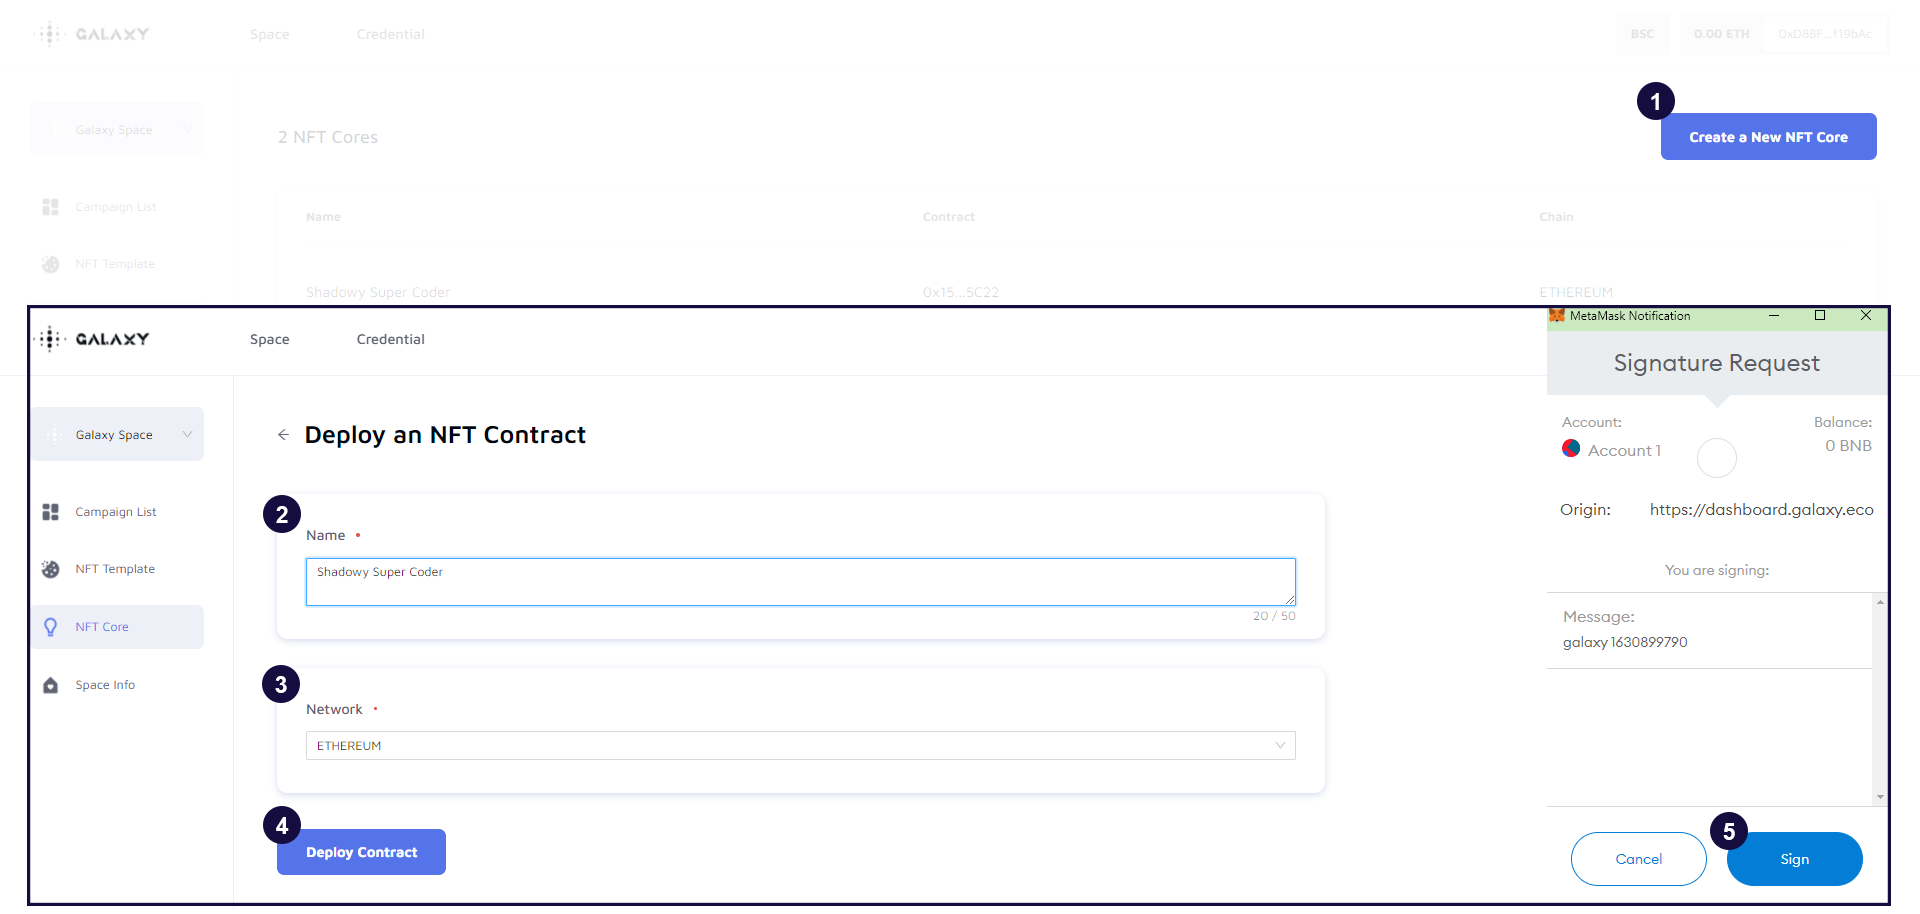 GALAXY
Space
Credential
BSC
0.00 ETH
0xD88F...f19bAc
1
Galaxy Space
2 NFT Cores
Create a New NFT Core
Campaign List
Name
Contract
Chain
NFT Template
Shadowy Super Coder
0x15...5C22
ETHEREUM
GALAXY
Space
Credential
MetaMask Notification
Signature Request
Galaxy Space
Deploy an NFT Contract
Account:
Balance:
Account 1
0 BNB
Campaign List
2
Name
Origin:
https://dashboard.galaxy.eco
NFT Template
Shadowy Super Coder
You are signing:
20 / 50
NFT Core
Message:
galaxy 1630899790
Space Info
3
Network
ETHEREUM
4
Deploy Contract
5
Cancel
Sign